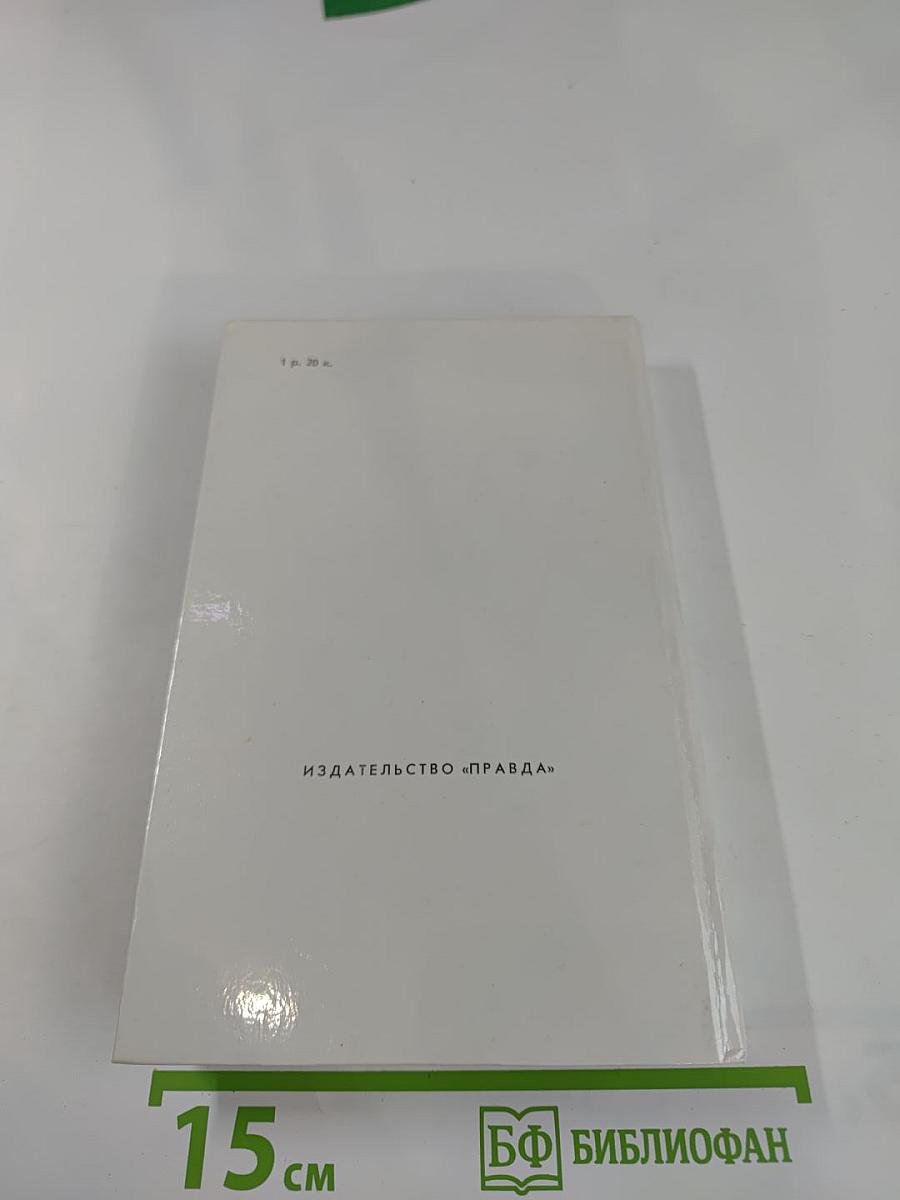 1 р. 20 к.
ИЗДАТЕЛЬСТВО «ПРАВДА»
15 см
БФ БИБЛИОФАН